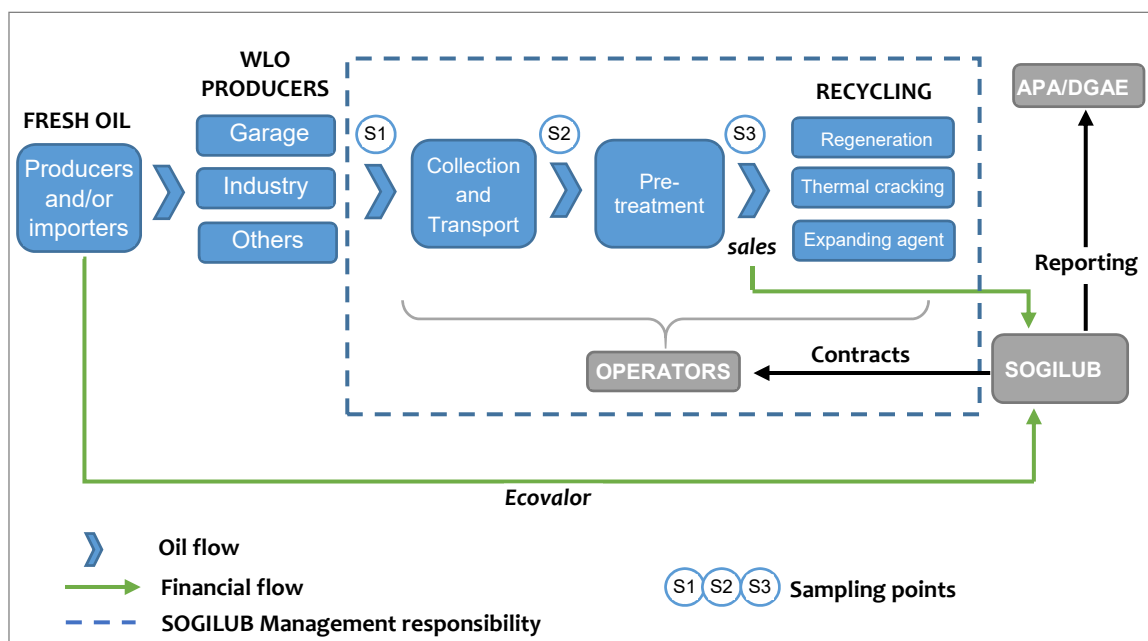 WLO
PRODUCERS
FRESH OIL
Producers
and/or
importers
Garage
Industry
Others
S1
Collection
and
Transport
S2
Pre-
treatment
S3
sales
RECYCLING
Regeneration
Thermal cracking
Expanding agent
APA/DGAE
Reporting
OPERATORS
Contracts
SOGILUB
Ecovalor
Oil flow
Financial flow
SOGILUB Management responsibility
S1 S2 S3 Sampling points